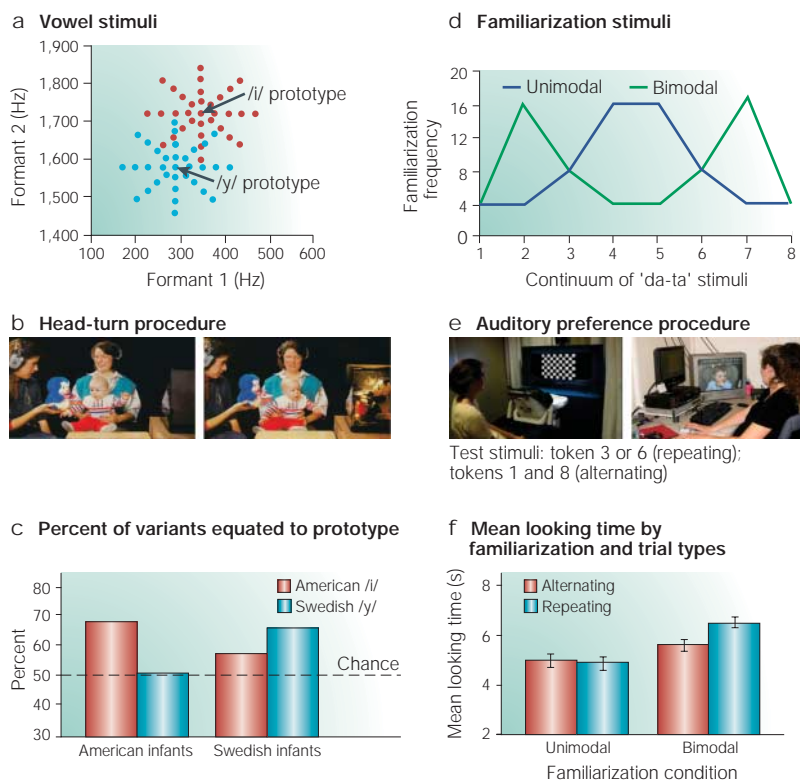 a Vowel stimuli
1,900
1,800
1,700
1,600
1,500
1,400
Formant 2 (Hz)
/i/ prototype
/y/ prototype
100 200 300 400 500 600
Formant 1 (Hz)
d Familiarization stimuli
20
16
12
8
4
0
Familiarization
frequency
Unimodal Bimodal
1 2 3 4 5 6 7 8
Continuum of 'da-ta' stimuli
b Head-turn procedure
e Auditory preference procedure
Test stimuli: token 3 or 6 (repeating);
tokens 1 and 8 (alternating)
c Percent of variants equated to prototype
80
70
60
50
40
30
Percent
American /i/
Swedish /y/
Chance
American infants Swedish infants
f Mean looking time by
familiarization and trial types
8
6
4
2
Mean looking time (s)
Alternating
Repeating
Unimodal Bimodal
Familiarization condition